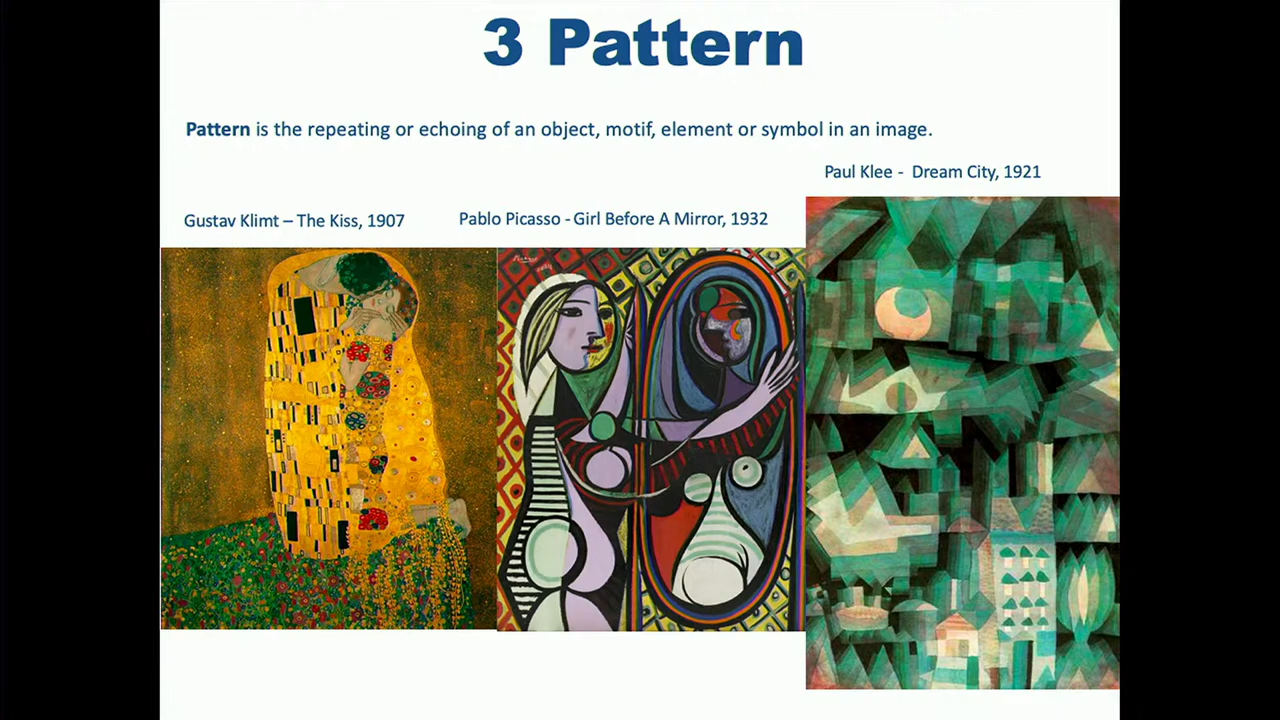 3 Pattern
Pattern is the repeating or echoing of an object, motif, element or symbol in an image.
Paul Klee - Dream City, 1921
Gustav Klimt – The Kiss, 1907
Pablo Picasso - Girl Before A Mirror, 1932
Picasso